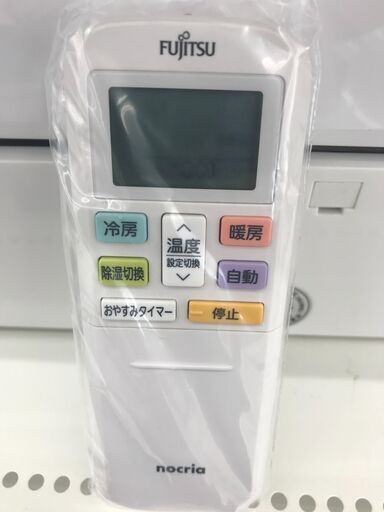 FUJITSU
冷房
温度
設定切換
暖房
除湿切換
自動
おやすみタイマー
停止
nocria